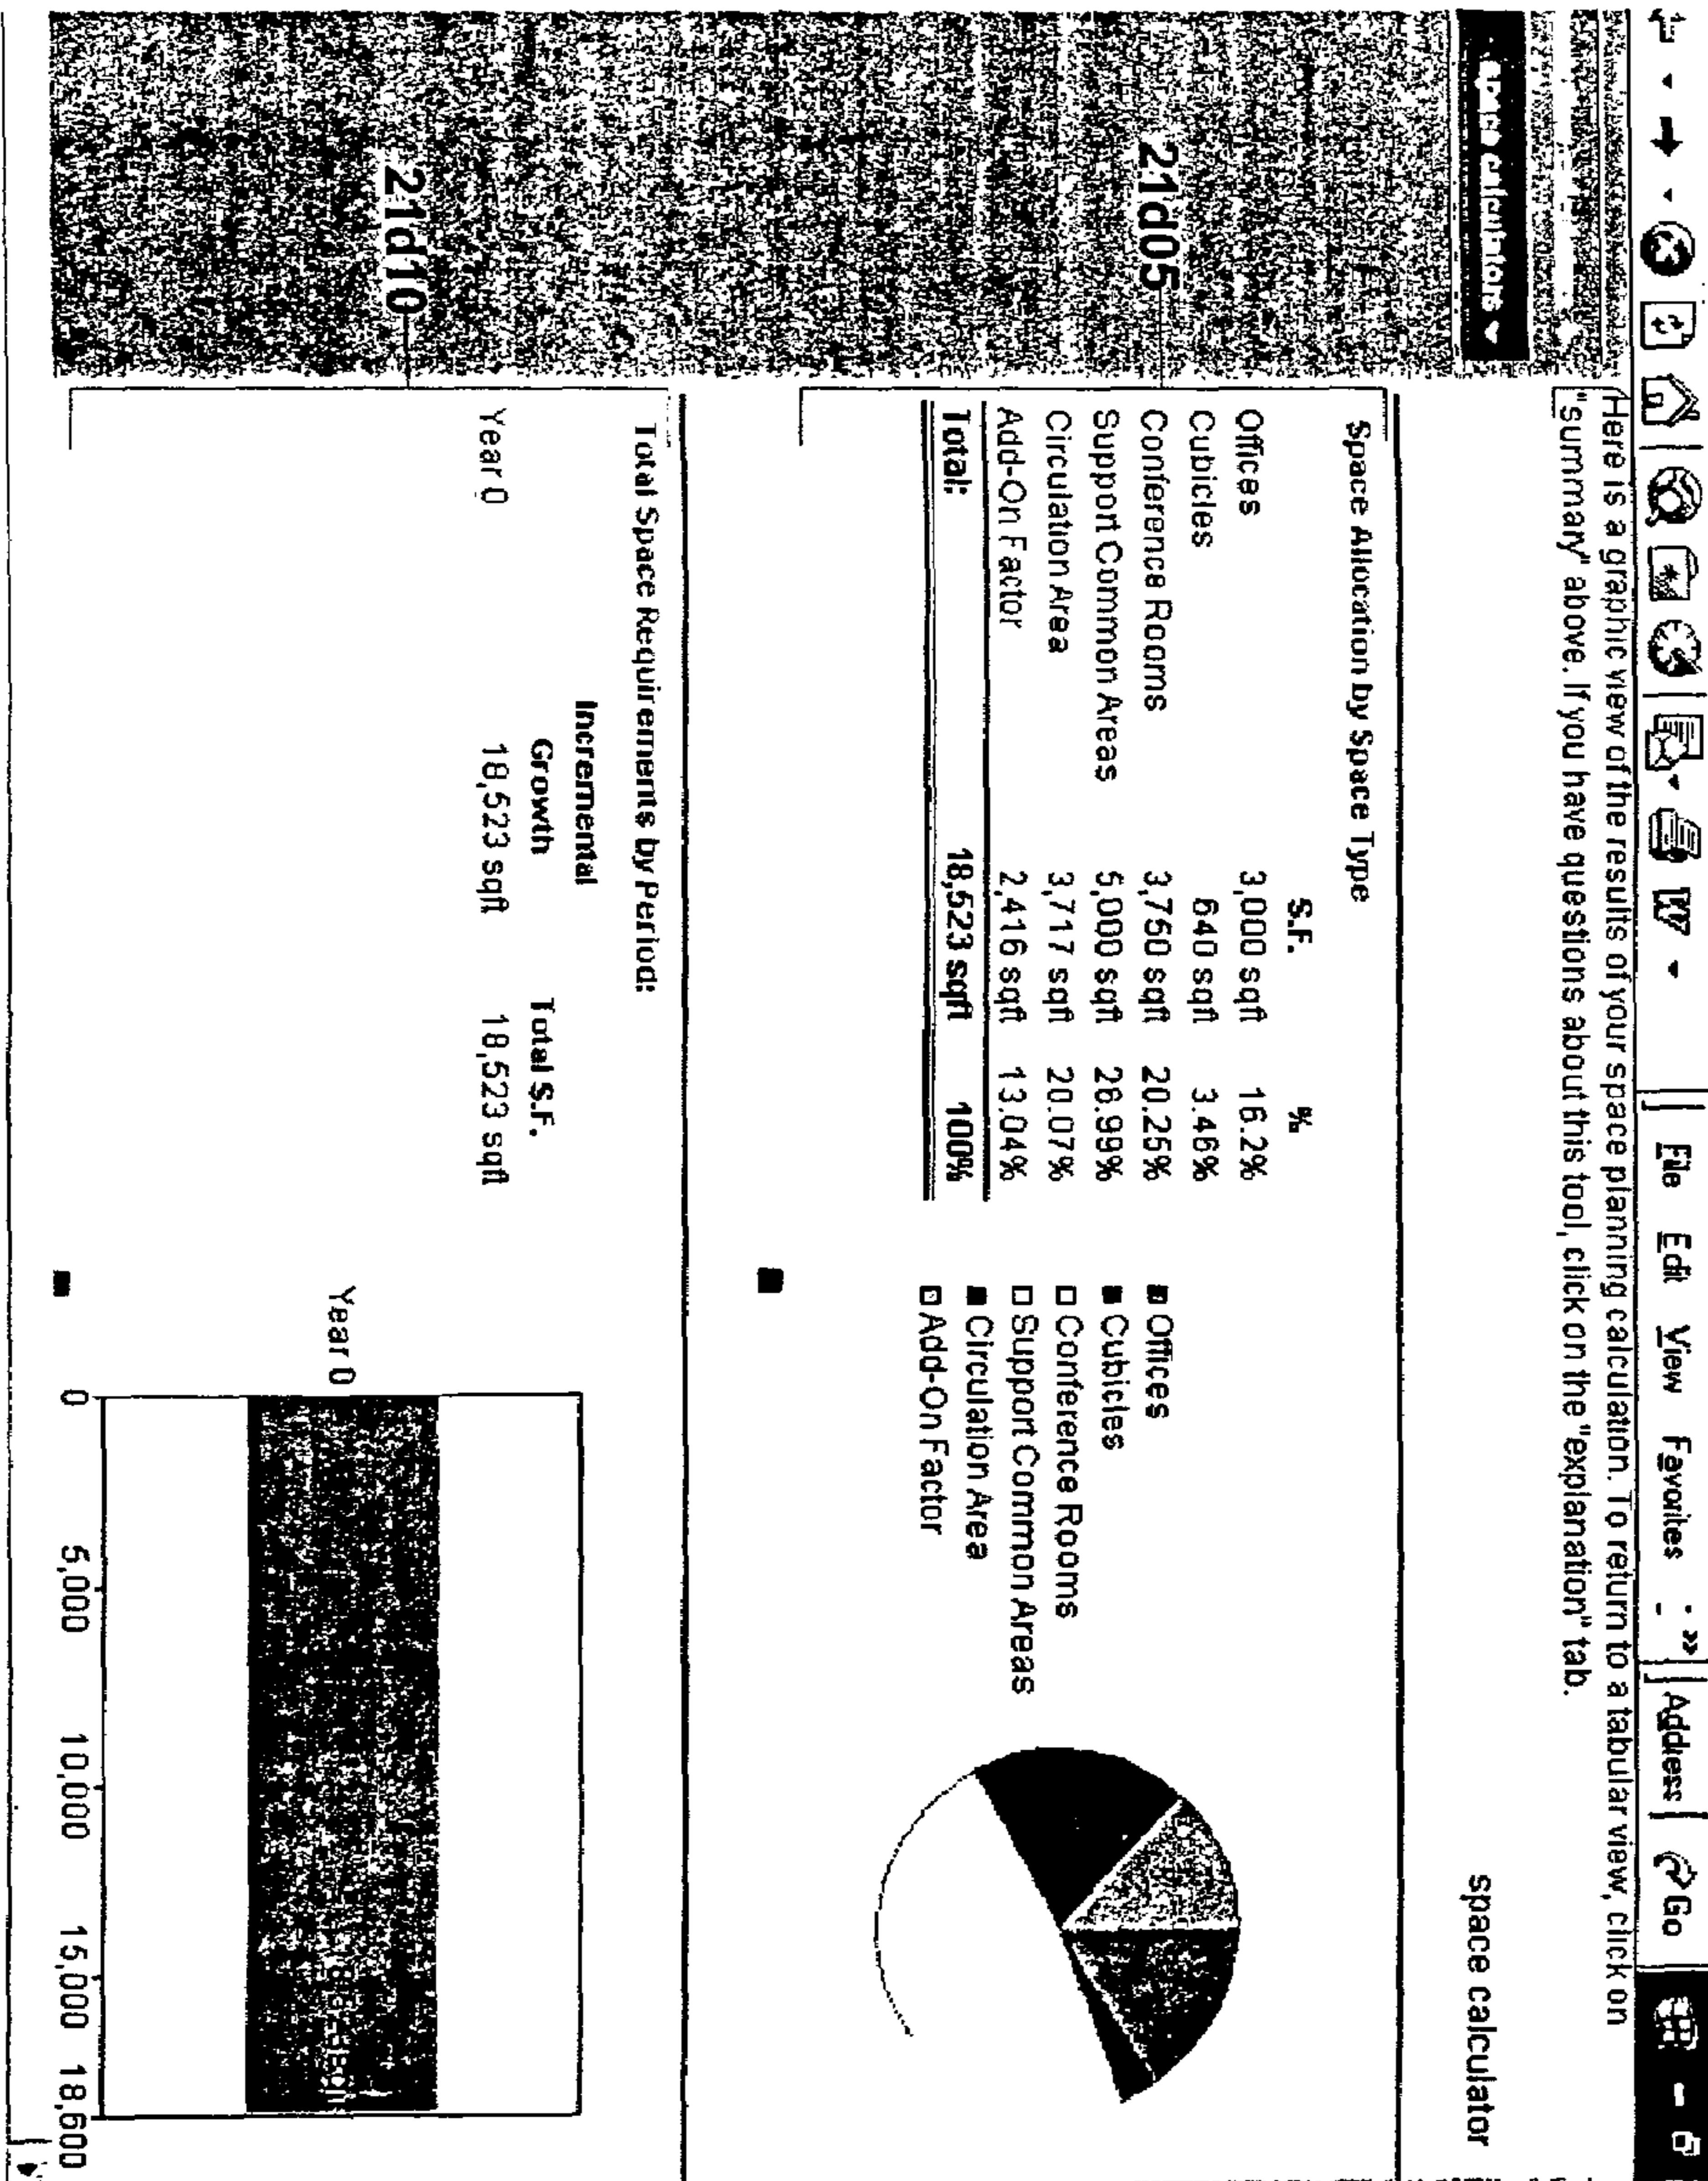 File Edit View Favorites » Address Go
Here is a graphic view of the results of your space planning calculation. To return to a tabular view, click on
"summary" above. If you have questions about this tool, click on the "explanation" tab.
space calculator
space calculators
21d05
Space Allocation by Space Type
S.F. %
Offices 3,000 sqft 16.2%
Cubicles 640 sqft 3.46%
Conference Rooms 3,750 sqft 20.25%
Support Common Areas 5,000 sqft 26.99%
Circulation Area 3,717 sqft 20.07%
Add-On Factor 2,416 sqft 13.04%
Total: 18,523 sqft 100%
Offices
Cubicles
Conference Rooms
Support Common Areas
Circulation Area
Add-On Factor
21d10
Total Space Requirements by Period:
Incremental
Growth Total S.F.
Year 0 18,523 sqft 18,523 sqft
Year 0
0 5,000 10,000 15,000 18,600